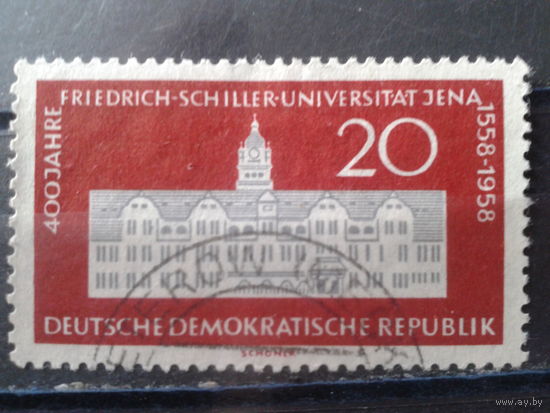 400 JAHRE
FRIEDRICH-SCHILLER-UNIVERSITÄT JENA
1558-1958
20
DEUTSCHE DEMOKRATISCHE REPUBLIK
SCHÖNER
www.ay.by